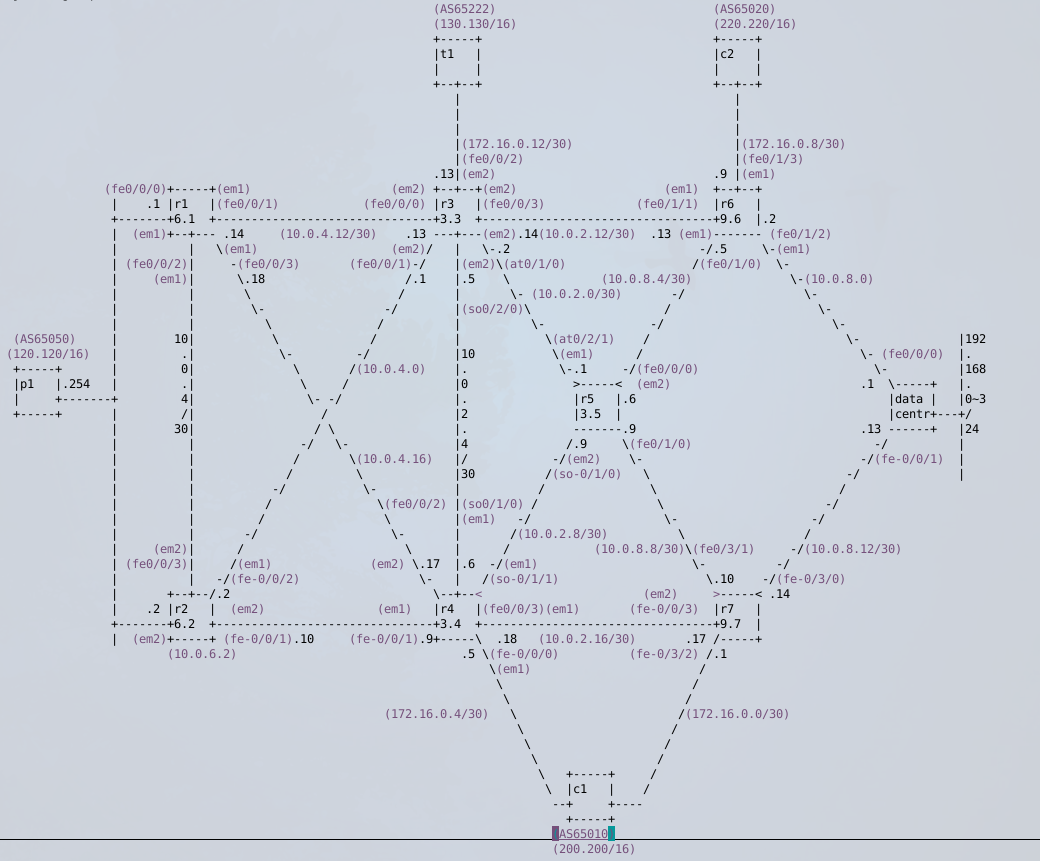 (AS65222) (AS65020)
(130.130/16) (220.220/16)
+-----+ +-----+
|t1 | |c2 |
| | | |
+--+--+ +--+--+
| |
| |
| |
|(172.16.0.12/30) |(172.16.0.8/30)
|(fe0/0/2) |(fe0/1/3)
.13|(em2) .9 |(em1)
(fe0/0/0)+-----+(em1) (em2) +--+--+(em2) (em1) +--+--+
| .1 |r1 |(fe0/0/1) (fe0/0/0) |r3 |(fe0/0/3) (fe0/1/1) |r6 |
+-------+6.1 +--------------------------------+3.3 +----------------------------------+9.6 |.2
| (em1)+--+--- .14 (10.0.4.12/30) .13 ---+---(em2).14(10.0.2.12/30) .13 (em1)------- (fe0/1/2)
| | \(em1) (em2)/ | \-.2 -/.5 \-(em1)
| (fe0/0/2)| -(fe0/0/3) (fe0/0/1)-/ |(em2)\(at0/1/0) /(fe0/1/0) \-
| (em1)| \.18 /.1 |.5 \ (10.0.8.4/30) / \-(10.0.8.0)
| | \ / | \- (10.0.2.0/30) -/ \-
| | \- -/ |(so0/2/0)\ / \-
| | \ / | \- -/ \-
(AS65050) | 10| \ / | \(at0/2/1) / \-
(120.120/16) | .| \- -/ |10 \(em1) / \- (fe0/0/0)
+-----+ | 0| \ /(10.0.4.0) |. \-.1 -/(fe0/0/0) \-
|p1 |.254 | .| \ / |0 >-----< (em2) .1 \-----+
| +-------+ 4| \- -/ |. |r5 |.6 |data |
+-----+ | /| / |2 |3.5 | |centr+---+/
| 30| / \ |. -------.9 .13 ------+
| | -/ \- |4 /.9 \(fe0/1/0) -/
| | / \(10.0.4.16) |/ -/(em2) \- -/(fe-0/0/1)
| | / \ |30 /(so-0/1/0) \ -/
| | -/ \- | / \ /
| | / \(fe0/0/2) |(so0/1/0) / \ /
| | / \ |(em1) -/ \- -/
| | -/ \ | /(10.0.2.8/30) \ /
| (em2)| / \ | / (10.0.8.8/30)\(fe0/3/1) -/(10.0.8.12/30)
| (fe0/0/3)| /(em1) (em2) \.17 |.6 -/(em1) \- /
| | -/(fe-0/0/2) \- | /(so-0/1/1) \.10 -/(fe-0/3/0)
| +--+--/.2 \--+--< (em2) >-----< .14
| .2 |r2 | (em2) (em1) |r4 |(fe0/0/3)(em1) (fe-0/0/3) |r7 |
+-------+6.2 +--------------------------------+3.4 +----------------------------------+9.7 |
| (em2)+-----+ (fe-0/0/1).10 (fe-0/0/1).9+-----\ .18 (10.0.2.16/30) .17 /-----+
(10.0.6.2) .5 \(fe-0/0/0) (fe-0/3/2) /.1
\(em1) /
\ /
\ /
(172.16.0.4/30) \ /(172.16.0.0/30)
\ /
\ /
\ /
\ +-----+ /
\ |c1 | /
--+ +----
+-----+
AS65010
(200.200/16)
|192
|.
|168
|.
|0~3
/
|24